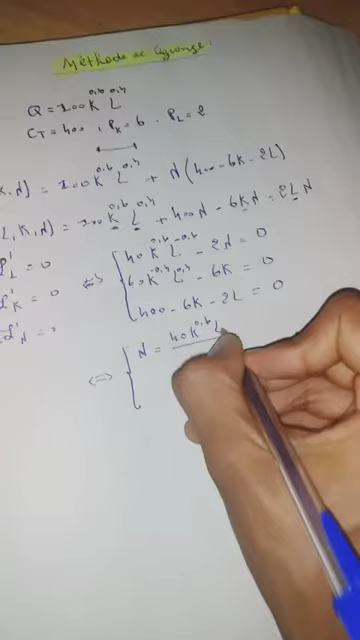 Méthode de Lagrange:
Q = 100 K^0,6 L^0,4
CT = 400 , PK = 6 . PL = 2
K, λ) = 100 K^0,6 L^0,4 + λ (400 - 6K - 2L)
L, K, λ) = 100 K^0,6 L^0,4 + 400λ - 6Kλ - 2Lλ
L'L = 0 ⇔ { 40 K^0,6 L^-0,6 - 2λ = 0
L'K = 0 60 K^-0,4 L^0,4 - 6K = 0
L'λ = 0 400 - 6K - 2L = 0
⇔ { λ = 40 K^0,6 L